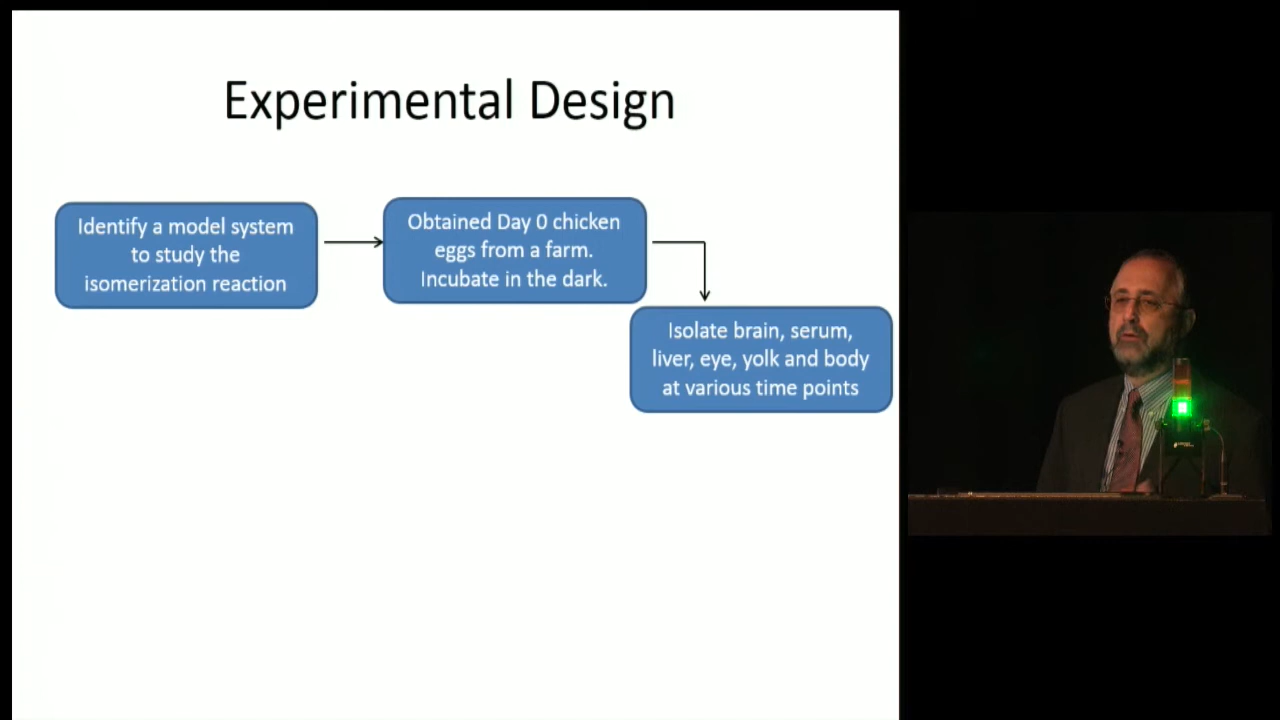 Experimental Design
Identify a model system
to study the
isomerization reaction
Obtained Day 0 chicken
eggs from a farm.
Incubate in the dark.
Isolate brain, serum,
liver, eye, yolk and body
at various time points